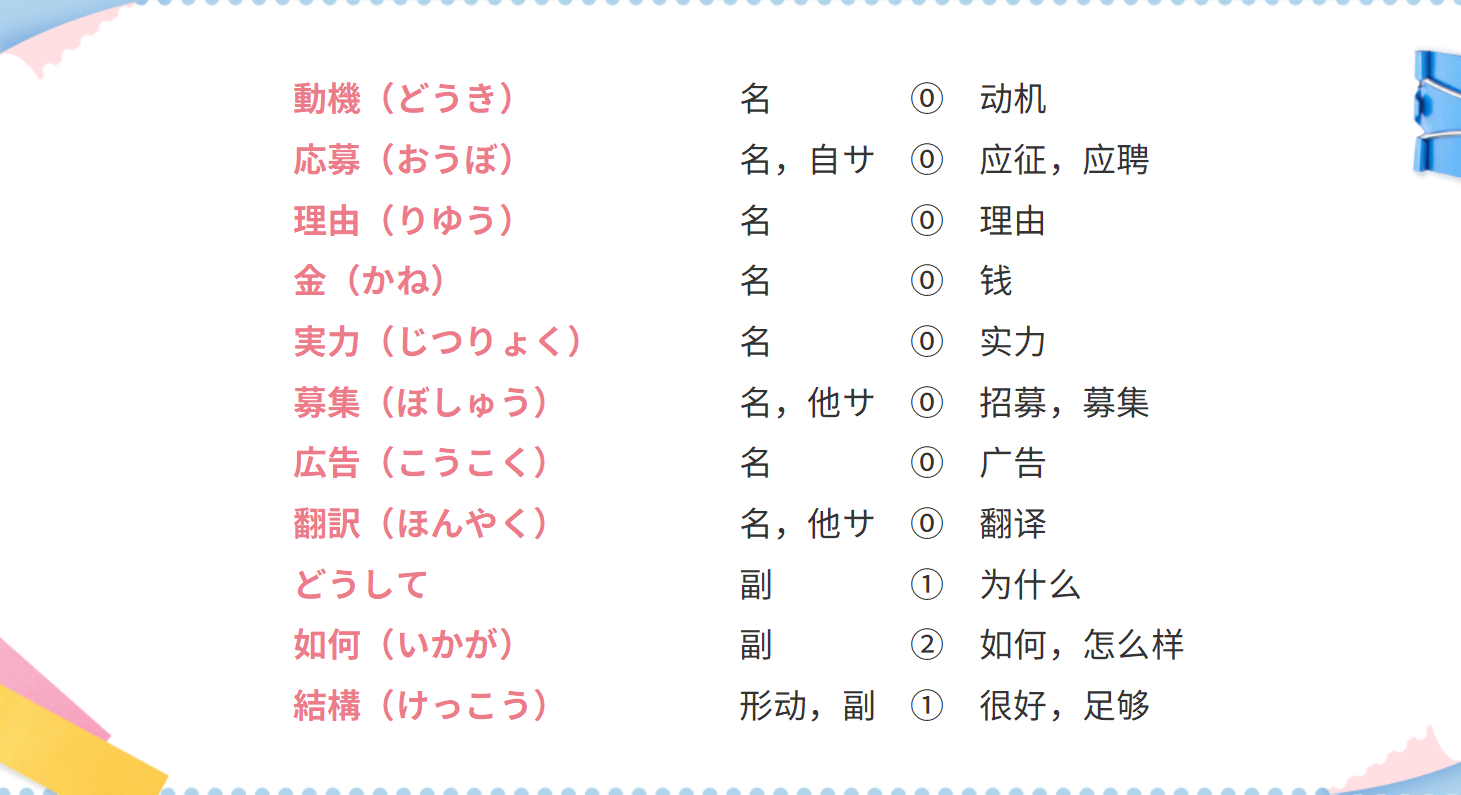 動機（どうき） 名 ⓪ 动机
応募（おうぼ） 名，自サ ⓪ 应征，应聘
理由（りゆう） 名 ⓪ 理由
金（かね） 名 ⓪ 钱
実力（じつりょく） 名 ⓪ 实力
募集（ぼしゅう） 名，他サ ⓪ 招募，募集
広告（こうこく） 名 ⓪ 广告
翻訳（ほんやく） 名，他サ ⓪ 翻译
どうして 副 ① 为什么
如何（いかが） 副 ② 如何，怎么样
結構（けっこう） 形动，副 ① 很好，足够